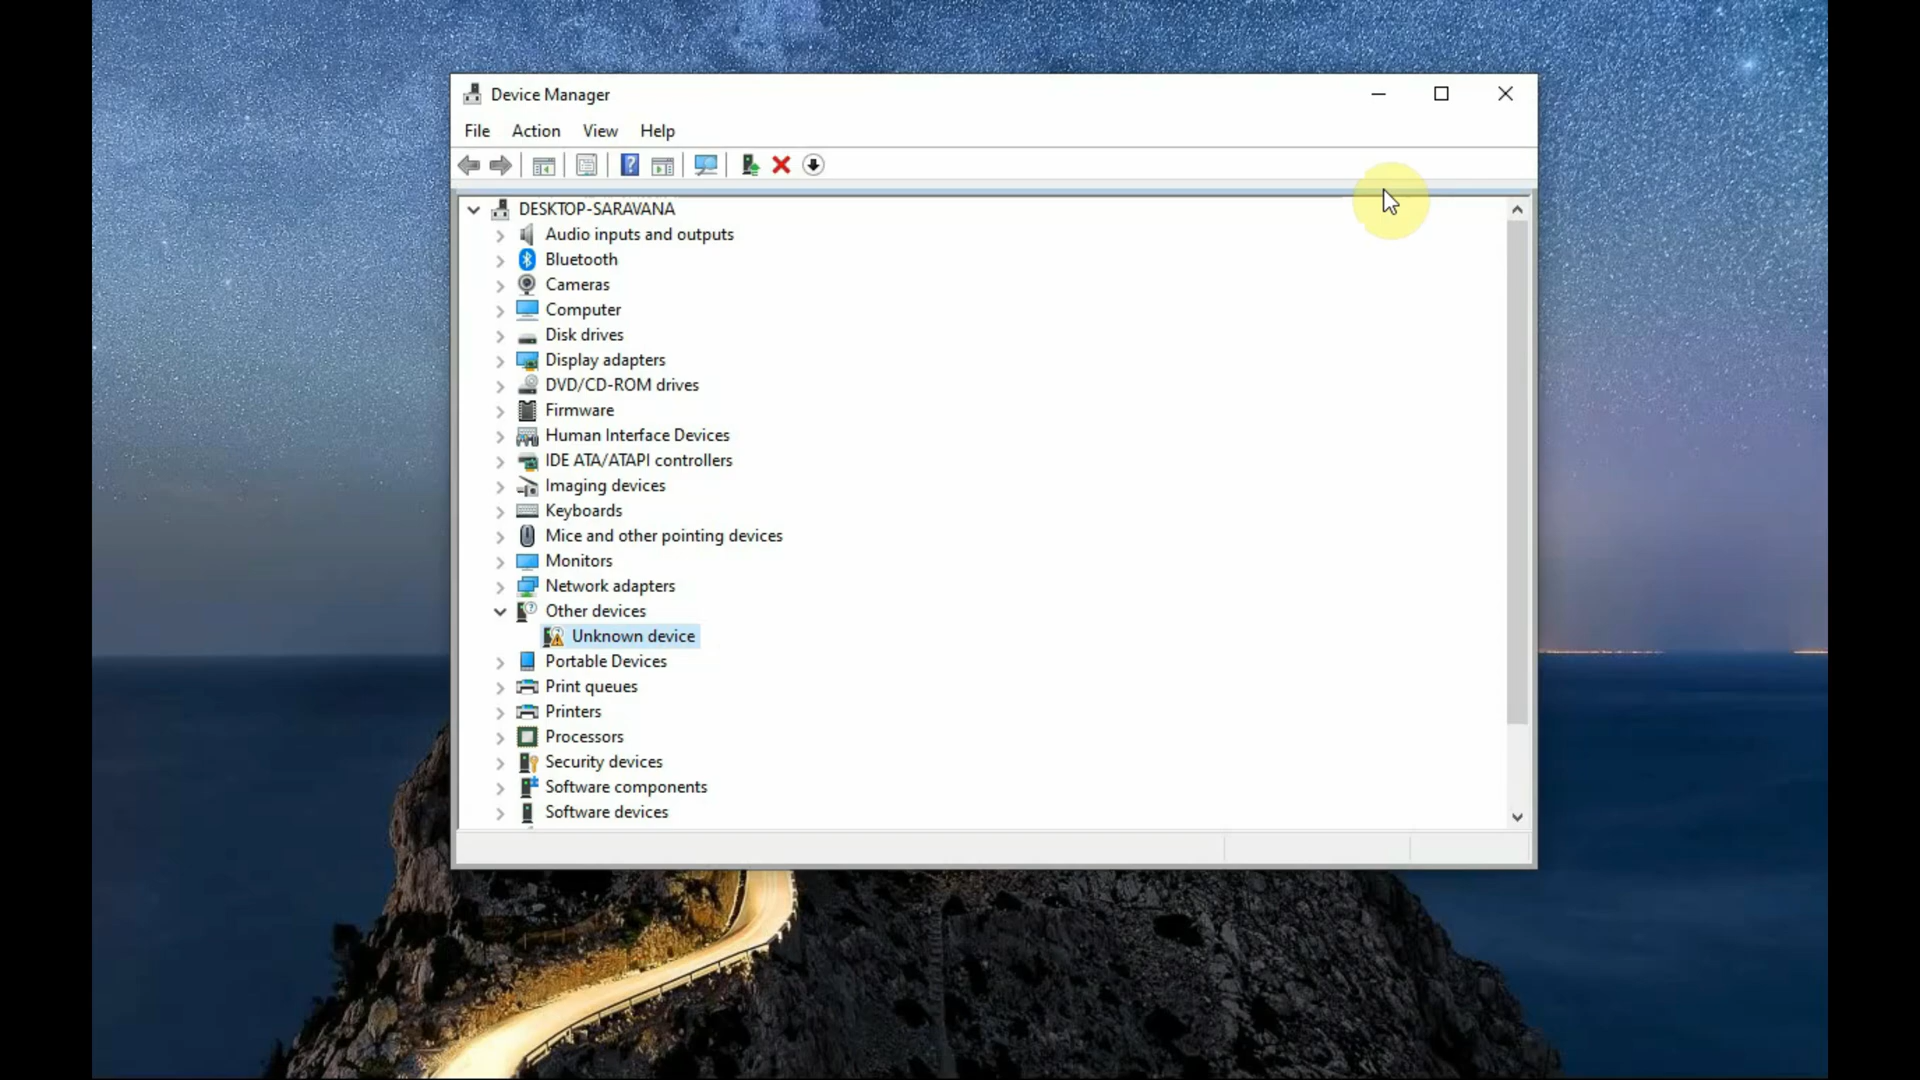 Device Manager
File Action View Help
DESKTOP-SARAVANA
Audio inputs and outputs
Bluetooth
Cameras
Computer
Disk drives
Display adapters
DVD/CD-ROM drives
Firmware
Human Interface Devices
IDE ATA/ATAPI controllers
Imaging devices
Keyboards
Mice and other pointing devices
Monitors
Network adapters
Other devices
Unknown device
Portable Devices
Print queues
Printers
Processors
Security devices
Software components
Software devices